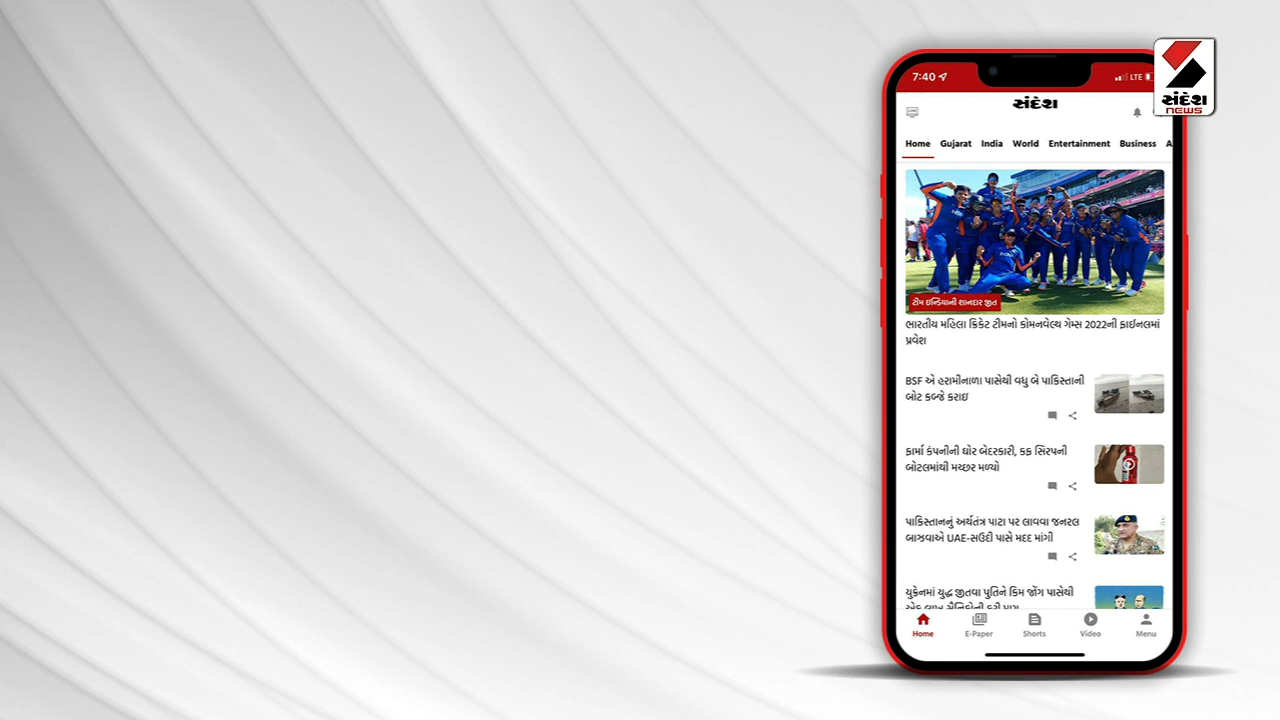 સંદેશ
NEWS
7:40
LTE
સંદેશ
Home Gujarat India World Entertainment Business A
ટીમ ઇન્ડિયાની શાનદાર જીત
ભારતીય મહિલા ક્રિકેટ ટીમનો કોમનવેલ્થ ગેમ્સ 2022ની ફાઈનલમાં
પ્રવેશ
BSF એ હરામીનાળા પાસેથી વધુ બે પાકિસ્તાની
બોટ કબ્જે કરાઇ
ફાર્મા કંપનીની ઘોર બેદરકારી, કફ સિરપની
બોટલમાંથી મચ્છર મળ્યો
પાકિસ્તાનનું અર્થતંત્ર પાટા પર લાવવા જનરલ
બાઝવાએ UAE-સઉદી પાસે મદદ માંગી
યુક્રેનમાં યુદ્ધ જીતવા પુતિને કિમ જોંગ પાસેથી
Home E-Paper Shorts Video Menu